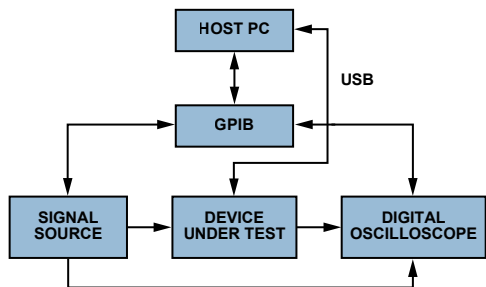 HOST PC
USB
GPIB
SIGNAL
SOURCE
DEVICE
UNDER TEST
DIGITAL
OSCILLOSCOPE